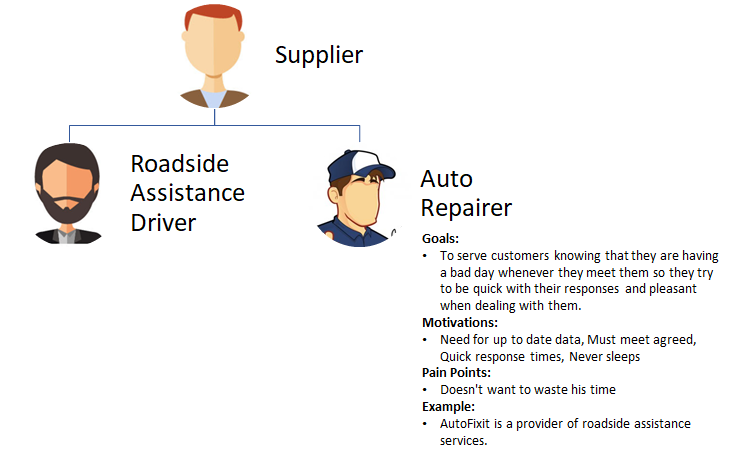 Supplier
Roadside
Assistance
Driver
Auto
Repairer
Goals:
• To serve customers knowing that they are having
a bad day whenever they meet them so they try
to be quick with their responses and pleasant
when dealing with them.
Motivations:
• Need for up to date data, Must meet agreed,
Quick response times, Never sleeps
Pain Points:
• Doesn't want to waste his time
Example:
• AutoFixit is a provider of roadside assistance
services.